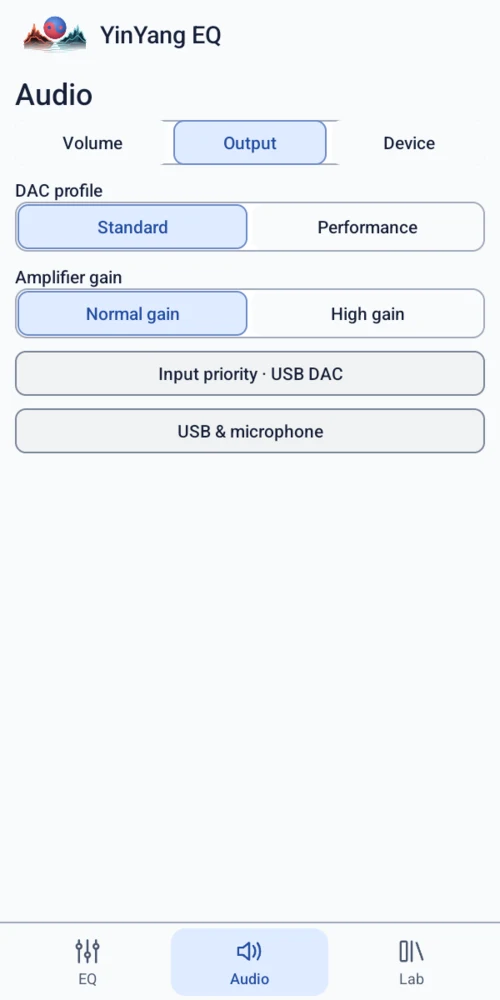 YinYang EQ
Audio
Volume Output Device
DAC profile
Standard Performance
Amplifier gain
Normal gain High gain
Input priority · USB DAC
USB & microphone
EQ Audio Lab